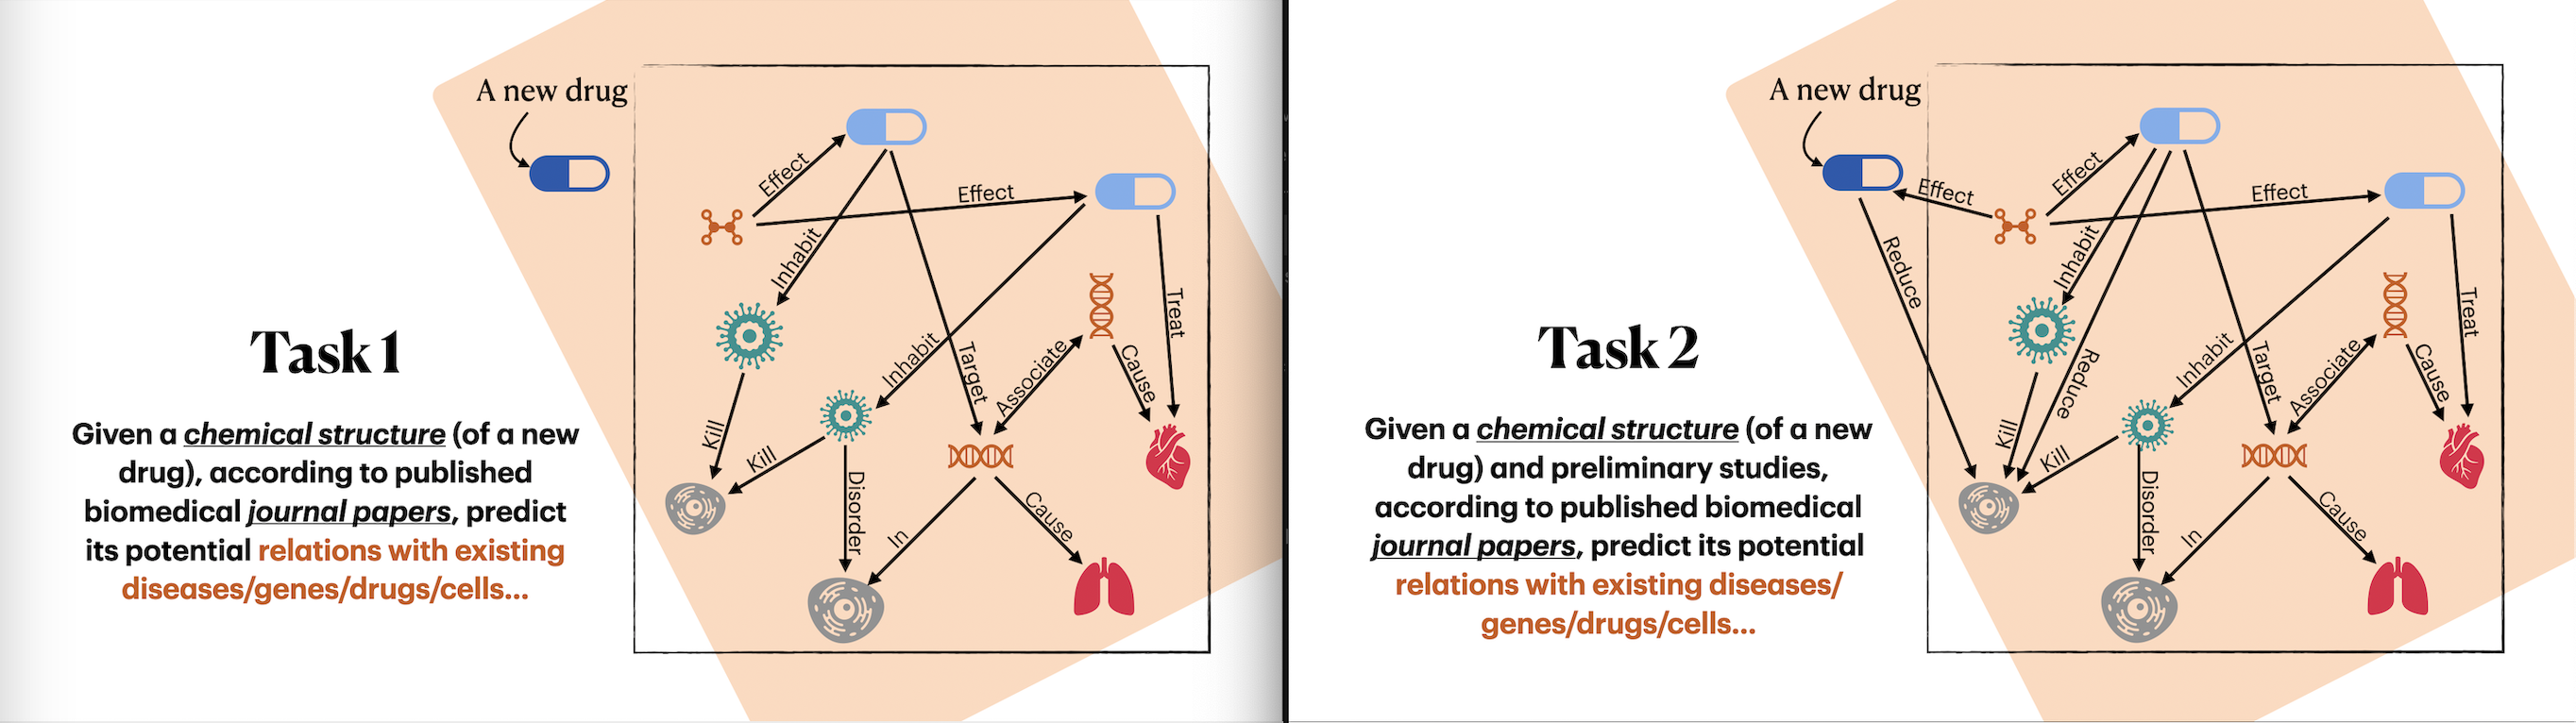 A new drug
Effect
Effect
Inhabit
Inhabit
Target
Associate
Cause
Treat
Kill
Kill
Disorder
In
Cause
Task 1
Given a chemical structure (of a new
drug), according to published
biomedical journal papers, predict
its potential relations with existing
diseases/genes/drugs/cells...
A new drug
Effect
Effect
Effect
Reduce
Inhabit
Reduce
Inhabit
Target
Associate
Cause
Treat
Kill
Kill
Disorder
In
Cause
Task 2
Given a chemical structure (of a new
drug) and preliminary studies,
according to published biomedical
journal papers, predict its potential
relations with existing diseases/
genes/drugs/cells...